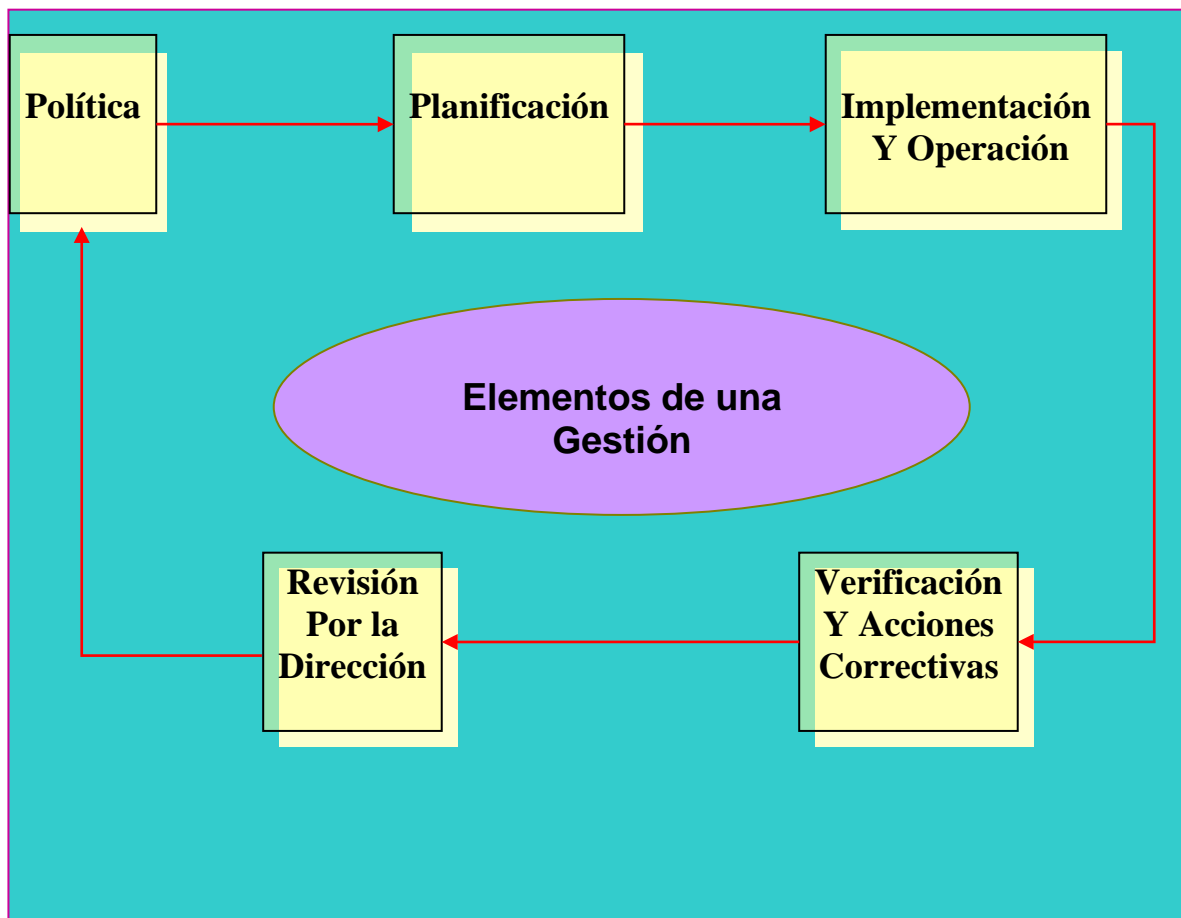 Política
Planificación
Implementación
Y Operación
Elementos de una
Gestión
Revisión
Por la
Dirección
Verificación
Y Acciones
Correctivas